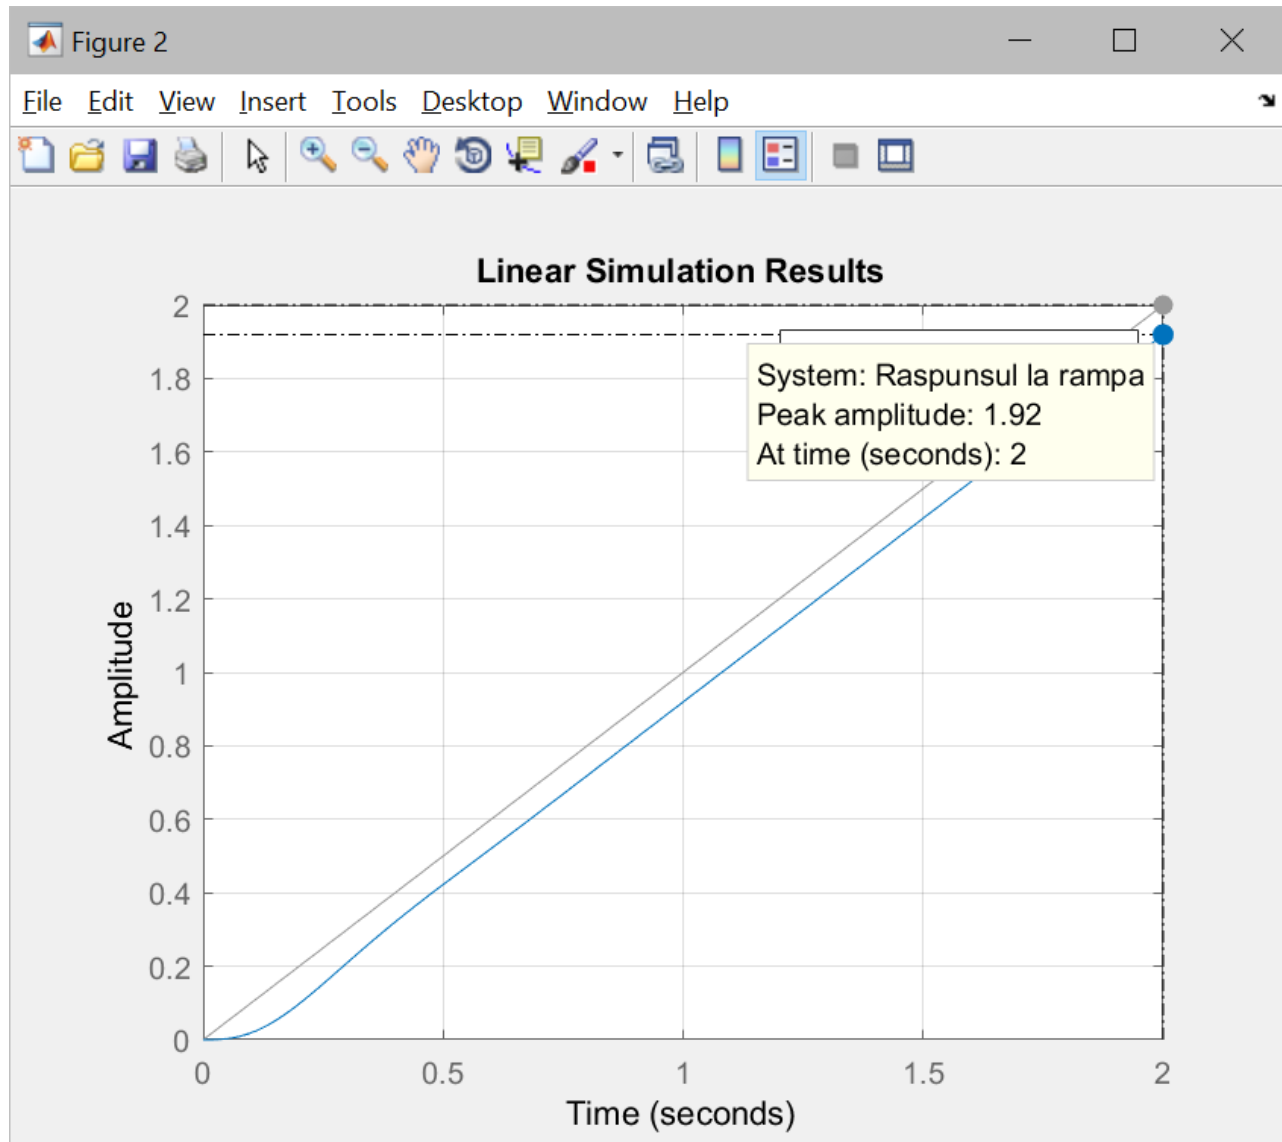 Figure 2
File Edit View Insert Tools Desktop Window Help
Linear Simulation Results
System: Raspunsul la rampa
Peak amplitude: 1.92
At time (seconds): 2
2
1.8
1.6
1.4
1.2
1
0.8
0.6
0.4
0.2
0
Amplitude
0 0.5 1 1.5 2
Time (seconds)